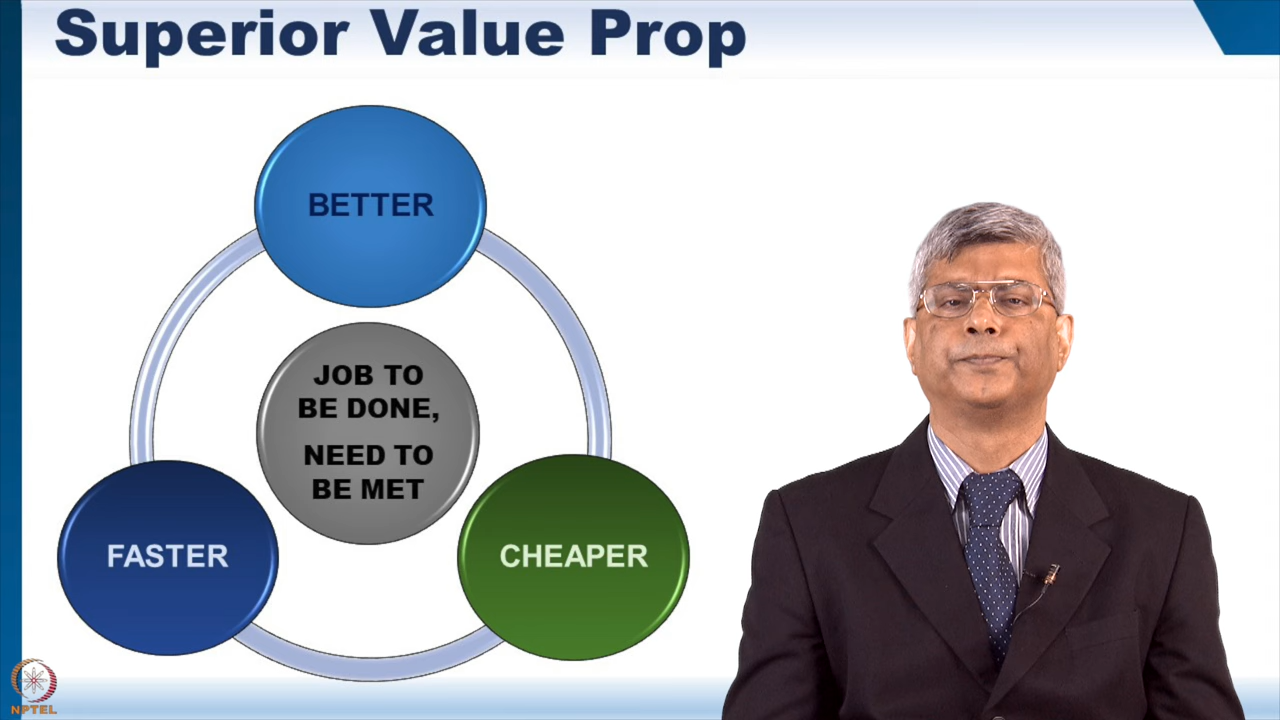 Superior Value Prop
BETTER
JOB TO
BE DONE,
NEED TO
BE MET
FASTER
CHEAPER
NPTEL